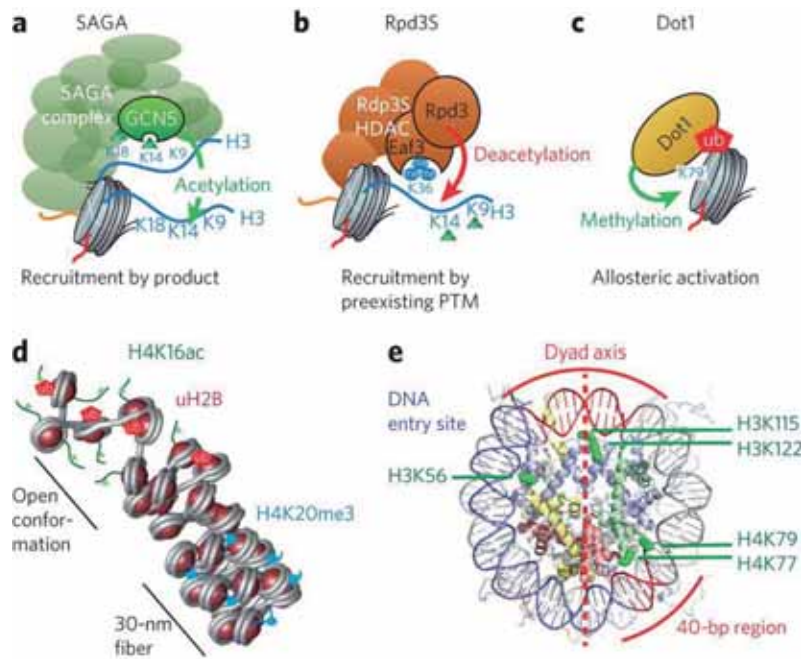 a
SAGA
SAGA
complex
GCN5
K18
K14
K9
H3
Acetylation
K18
K14
K9
H3
Recruitment by product
b
Rpd3S
Rdp3S
HDAC
Rpd3
Eaf3
K36
Deacetylation
K14
K9
H3
Recruitment by
preexisting PTM
c
Dot1
Dot1
ub
K79
Methylation
Allosteric activation
d
H4K16ac
uH2B
H4K20me3
Open
confor-
mation
30-nm
fiber
e
Dyad axis
DNA
entry site
H3K56
H3K115
H3K122
H4K79
H4K77
40-bp region